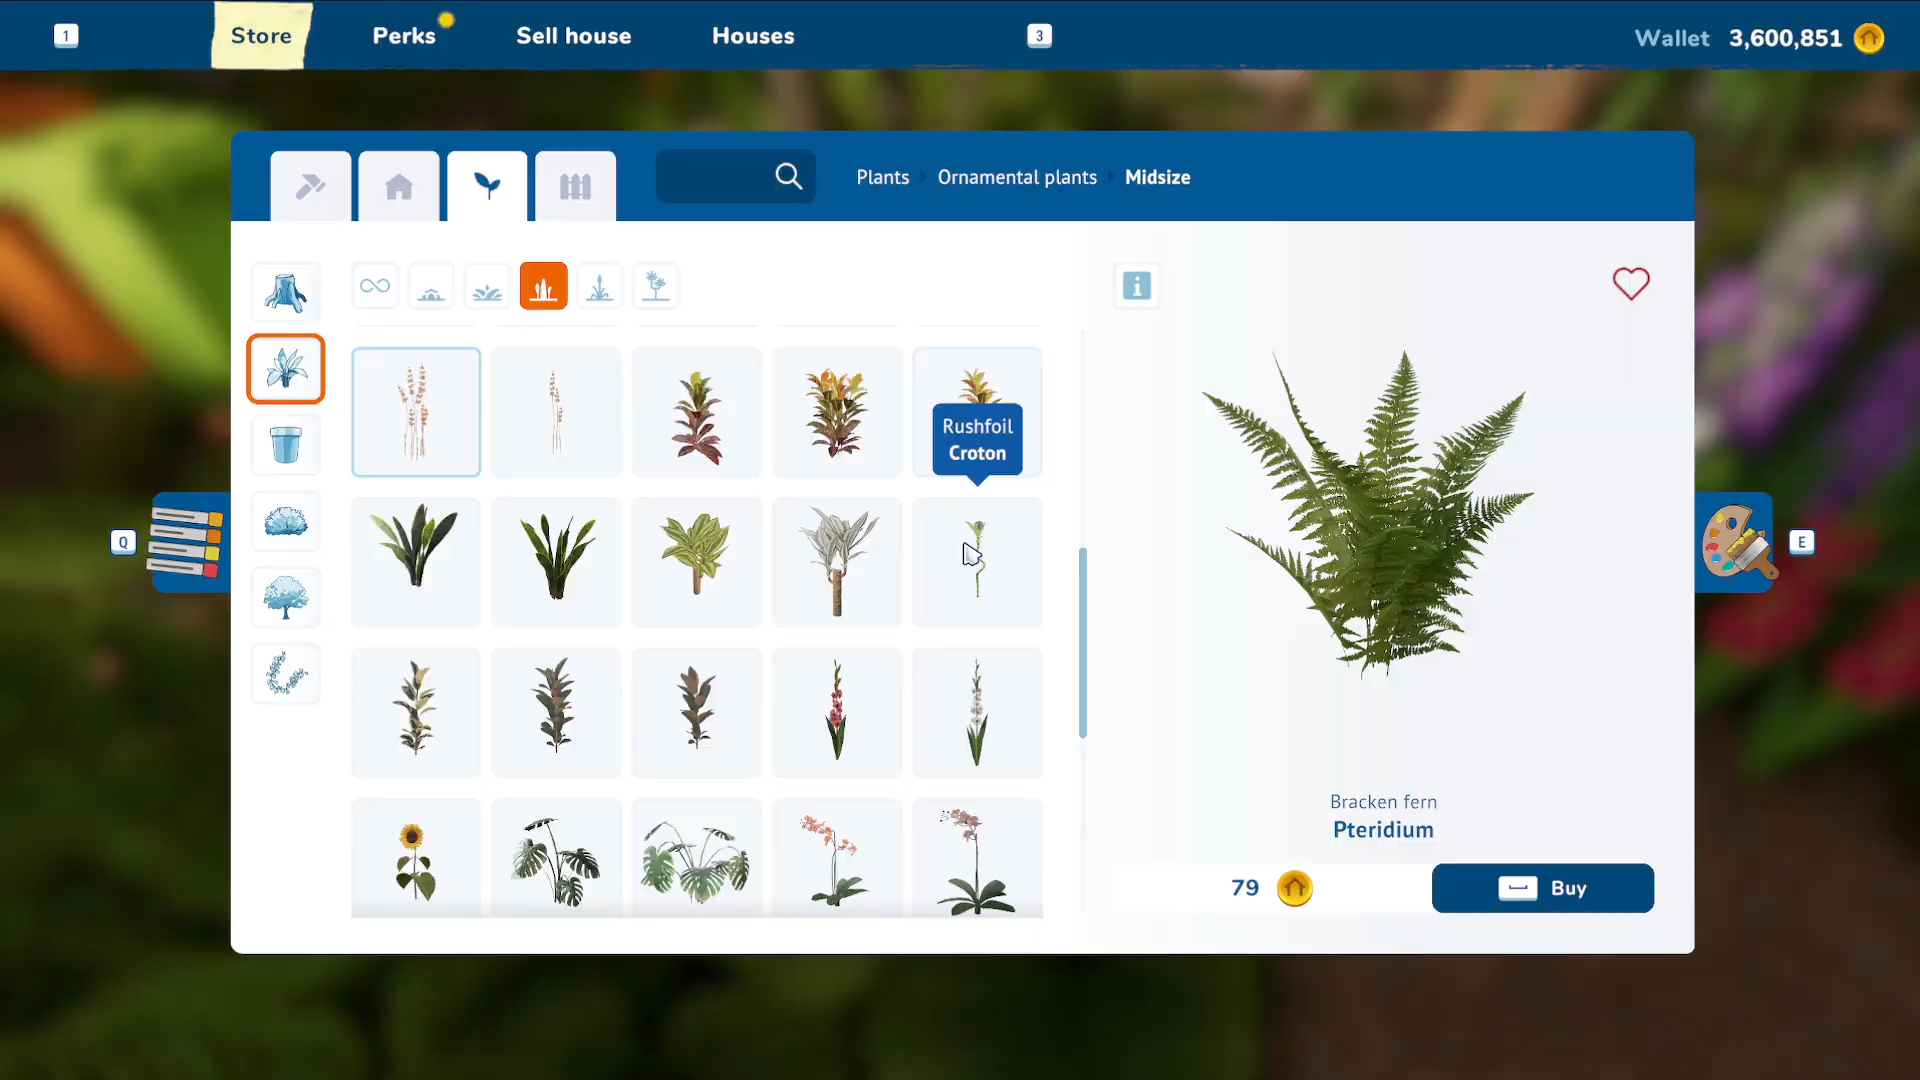 1
Store
Perks
Sell house
Houses
3
Wallet 3,600,851
Plants Ornamental plants Midsize
i
Rushfoil
Croton
Q
E
Bracken fern
Pteridium
79
Buy